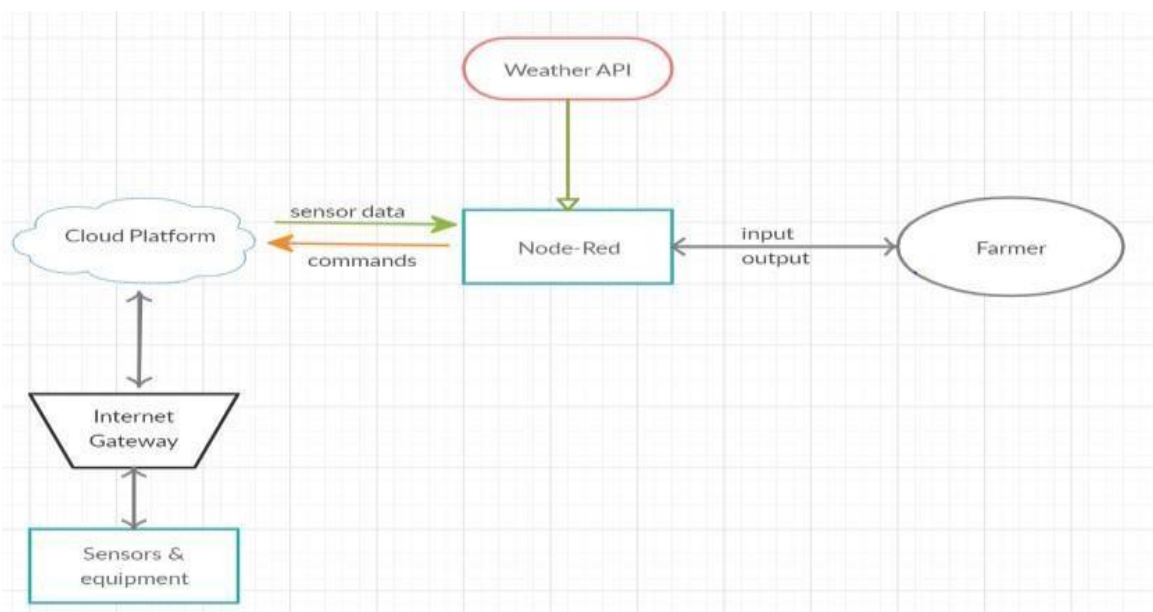 Weather API
sensor data
Cloud Platform
commands
Node-Red
input
output
Farmer
Internet
Gateway
Sensors &
equipment